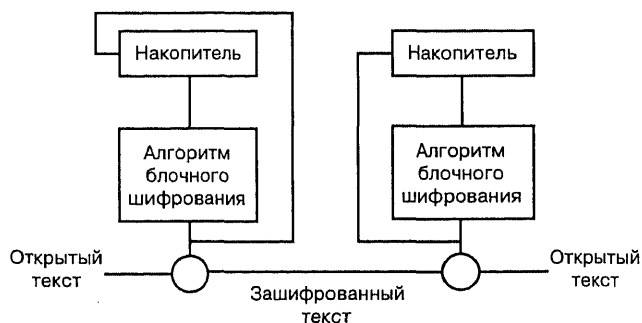 Накопитель
Накопитель
Алгоритм
блочного
шифрования
Алгоритм
блочного
шифрования
Открытый
текст
Зашифрованный
текст
Открытый
текст